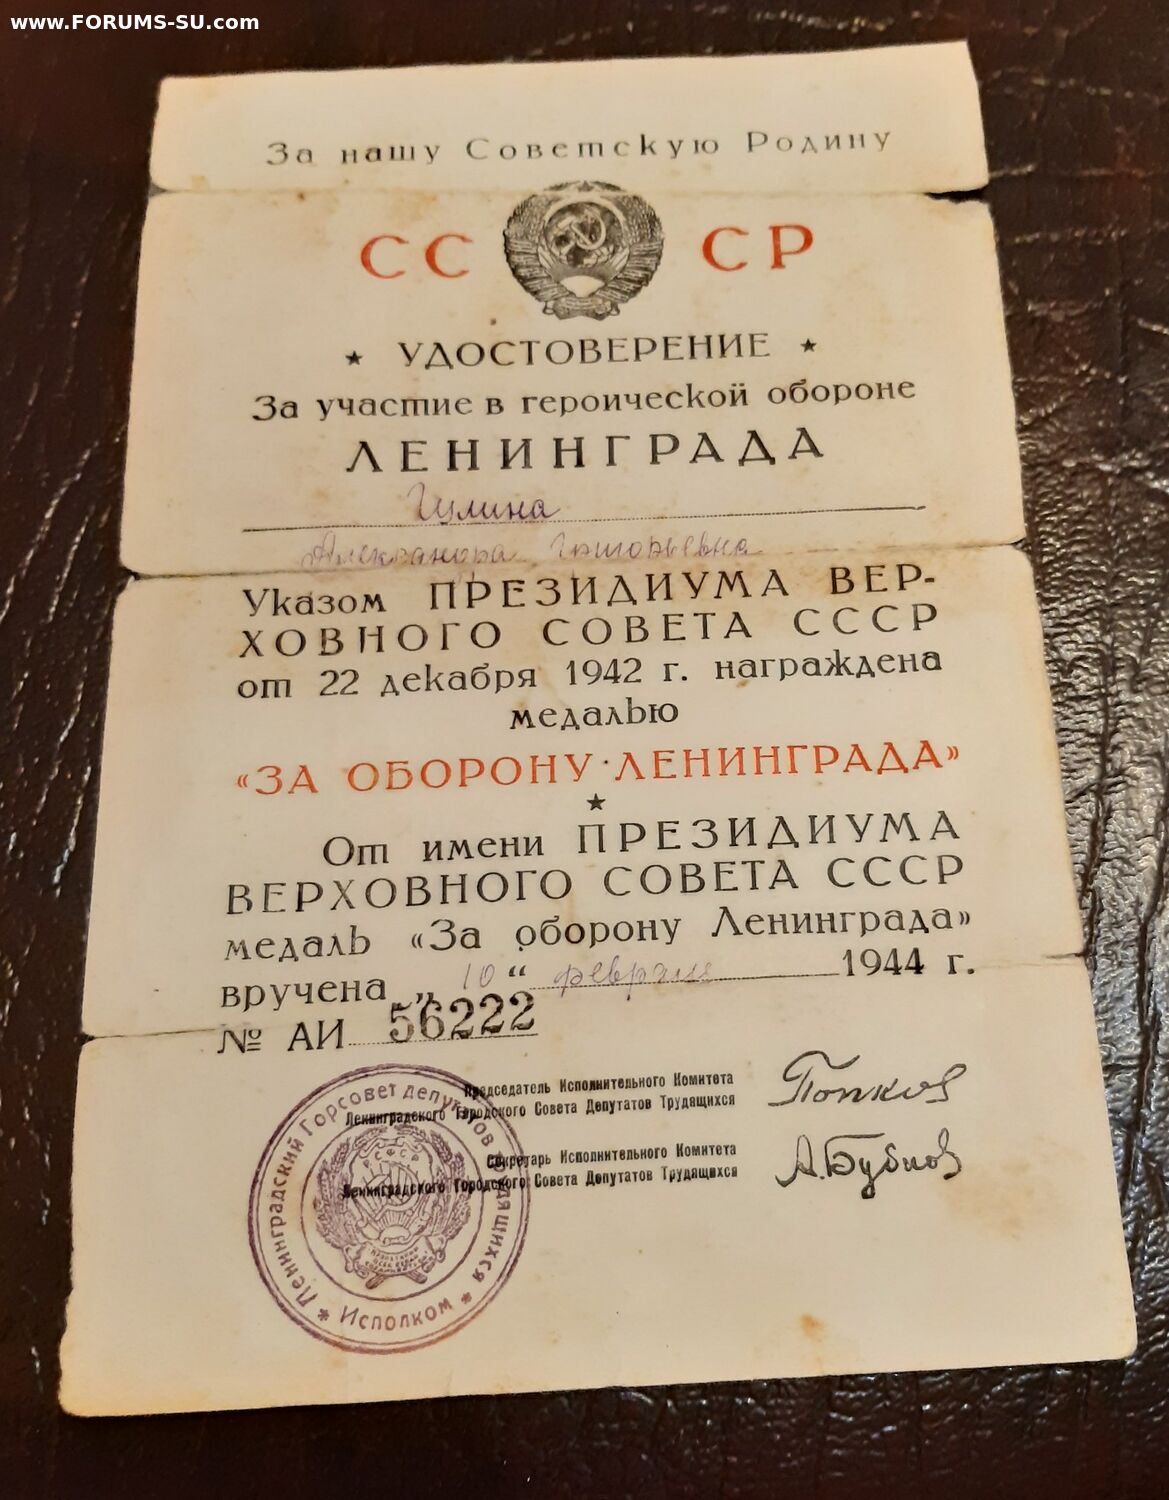 www.FORUMS-SU.com
За нашу Советскую Родину
СС СР
★ УДОСТОВЕРЕНИЕ ★
За участие в героической обороне
ЛЕНИНГРАДА
Александра Григорьевна
Указом ПРЕЗИДИУМА ВЕР-
ХОВНОГО СОВЕТА СССР
от 22 декабря 1942 г. награждена
медалью
«ЗА ОБОРОНУ ЛЕНИНГРАДА»
★
От имени ПРЕЗИДИУМА
ВЕРХОВНОГО СОВЕТА СССР
медаль «За оборону Ленинграда»
вручена „10“ февраля 1944 г.
№ АИ 56222
Председатель Исполнительного Комитета
Ленинградского Городского Совета Депутатов Трудящихся
Попков
Секретарь Исполнительного Комитета
Ленинградского Городского Совета Депутатов Трудящихся
А.Бубнов
Ленинградский Горсовет депутатов трудящихся
* Исполком *
РСФСР